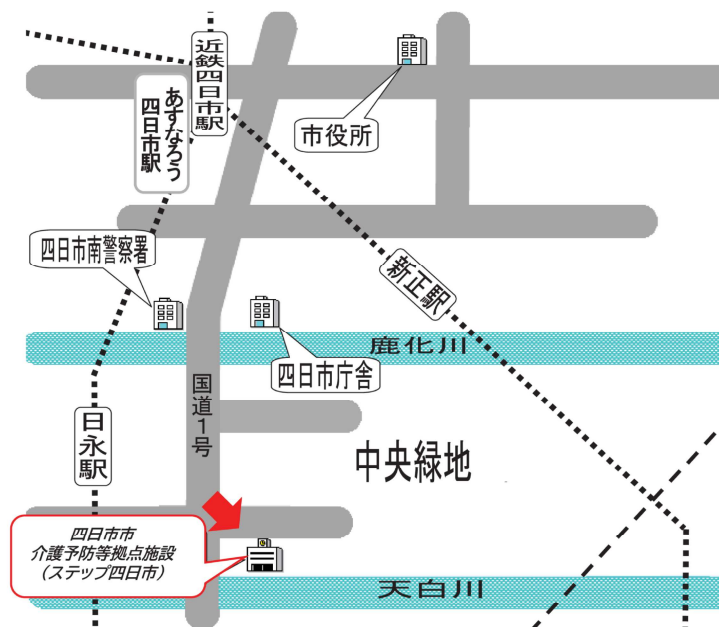 近鉄四日市駅
あすなろう
四日市駅
市役所
四日市南警察署
新正駅
鹿化川
四日市庁舎
国道1号
日永駅
中央緑地
四日市市
介護予防等拠点施設
（ステップ四日市）
天白川